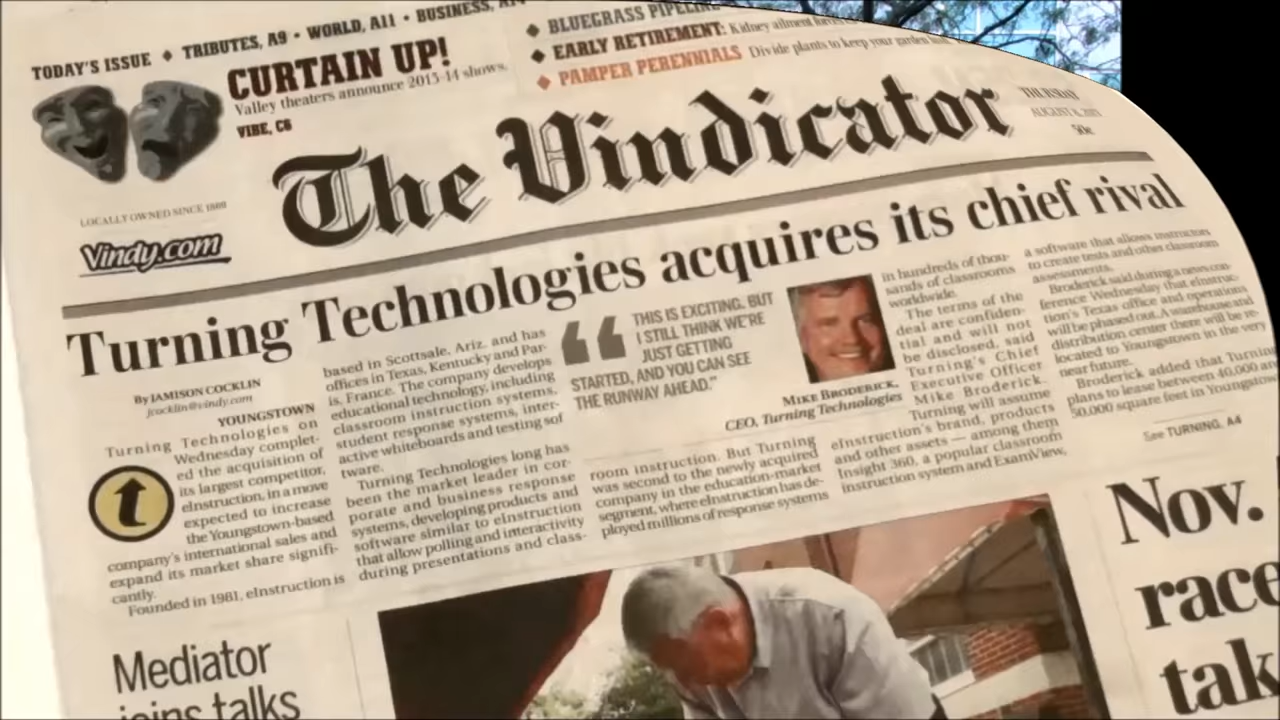 TODAY'S ISSUE ◆ TRIBUTES, A9 • WORLD, A11 • BUSINESS,
CURTAIN UP!
Valley theaters announce 2013-14 shows.
VIBE, C6
◆ BLUEGRASS PIPELINE
◆ EARLY RETIREMENT: Kidney ailment forces
◆ PAMPER PERENNIALS Divide plants to keep your garden
LOCALLY OWNED SINCE 1869
Vindy.com
The Vindicator
THURSDAY
AUGUST 8, 2013
50¢
Turning Technologies acquires its chief rival
By JAMISON COCKLIN
jcocklin@vindy.com
YOUNGSTOWN
Turning Technologies on
Wednesday complet-
ed the acquisition of
its largest competitor,
eInstruction, in a move
expected to increase
the Youngstown-based
company's international sales and
expand its market share signifi-
cantly.
Founded in 1981, eInstruction is
t
based in Scottsale, Ariz. and has
offices in Texas, Kentucky and Par-
is, France. The company develops
educational technology, including
classroom instruction systems,
student response systems, inter-
active whiteboards and testing sof
tware.
Turning Technologies long has
been the market leader in cor-
porate and business response
systems, developing products and
software similar to eInstruction
that allow polling and interactivity
during presentations and class-
“THIS IS EXCITING. BUT
I STILL THINK WE'RE
JUST GETTING
STARTED, AND YOU CAN SEE
THE RUNWAY AHEAD.”
MIKE BRODERICK,
CEO, Turning Technologies
room instruction. But Turning
was second to the newly acquired
company in the education-market
segment, where eInstruction has de-
ployed millions of response systems
in hundreds of thou-
sands of classrooms
worldwide.
The terms of the
deal are confiden-
tial and will not
be disclosed, said
Turning's Chief
Executive Officer
Mike Broderick.
Turning will assume
eInstruction's brand, products
and other assets — among them
Insight 360, a popular classroom
instruction system and ExamView,
a software that allows instructors
to create tests and other classroom
assessments.
Broderick said during a news con-
ference Wednesday that eInstruc-
tion's Texas office and operations
will be phased out. A warehouse and
distribution center there will be re-
located to Youngstown in the very
near future.
Broderick added that Turning
plans to lease between 40,000 an
50,000 square feet in Youngstow
See TURNING, A4
Mediator
joins talks
Nov.
race
tak